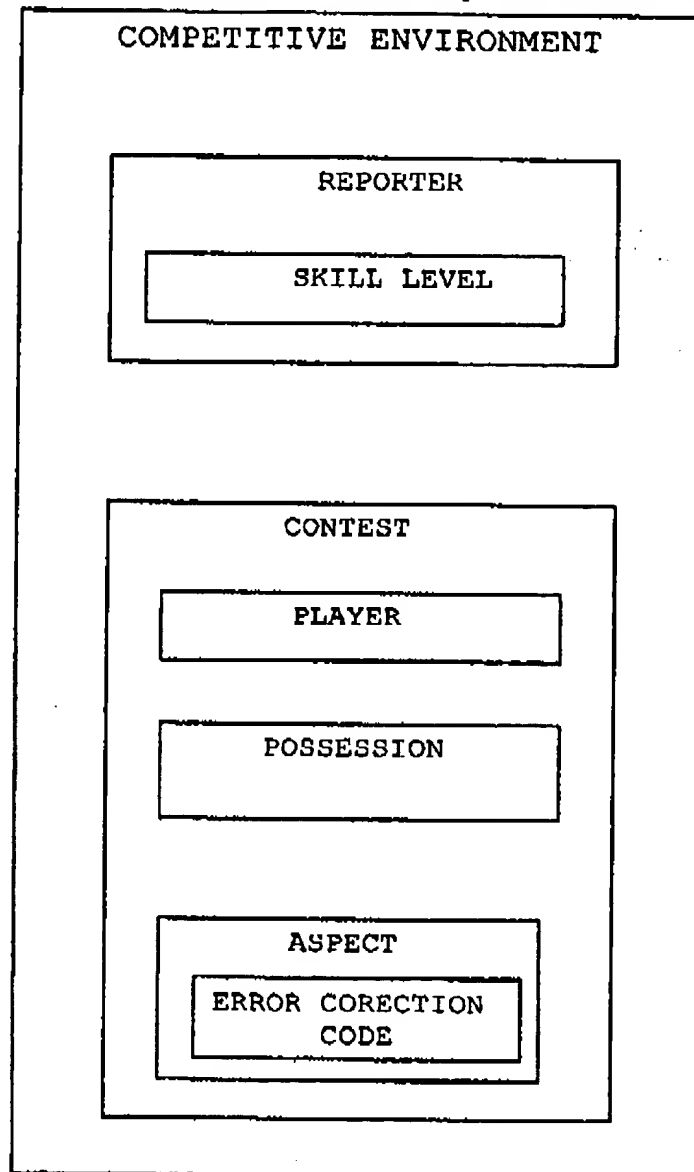 COMPETITIVE ENVIRONMENT
REPORTER
SKILL LEVEL
CONTEST
PLAYER
POSSESSION
ASPECT
ERROR CORECTION
CODE